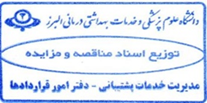 دانشگاه علوم پزشکی و خدمات بهداشتی درمانی البرز
توزیع اسناد مناقصه و مزایده
مدیریت خدمات پشتیبانی - دفتر امور قراردادها